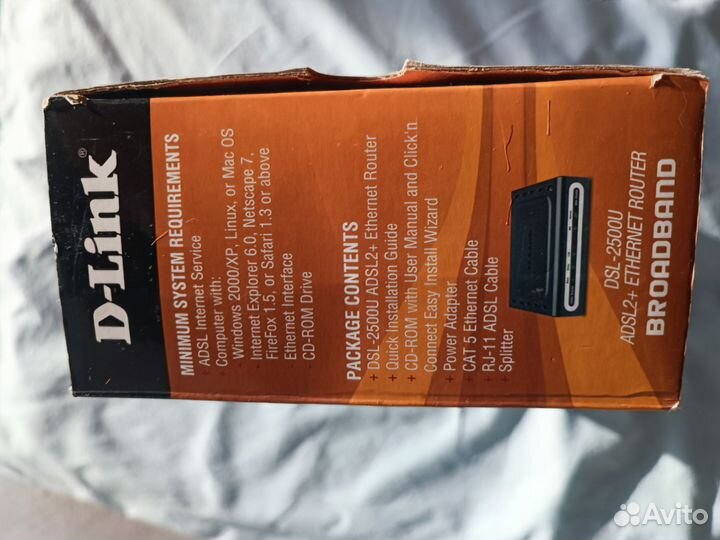 D-Link®
MINIMUM SYSTEM REQUIREMENTS
+ ADSL Internet Service
+ Computer with:
- Windows 2000/XP, Linux, or Mac OS
- Internet Explorer 6.0, Netscape 7,
FireFox 1.5, or Safari 1.3 or above
- Ethernet Interface
- CD-ROM Drive
PACKAGE CONTENTS
+ DSL-2500U ADSL2+ Ethernet Router
+ Quick Installation Guide
+ CD-ROM with User Manual and Click'n
Connect Easy Install Wizard
+ Power Adapter
+ CAT 5 Ethernet Cable
+ RJ-11 ADSL Cable
+ Splitter
DSL-2500U
ADSL2+ ETHERNET ROUTER
BROADBAND
Avito